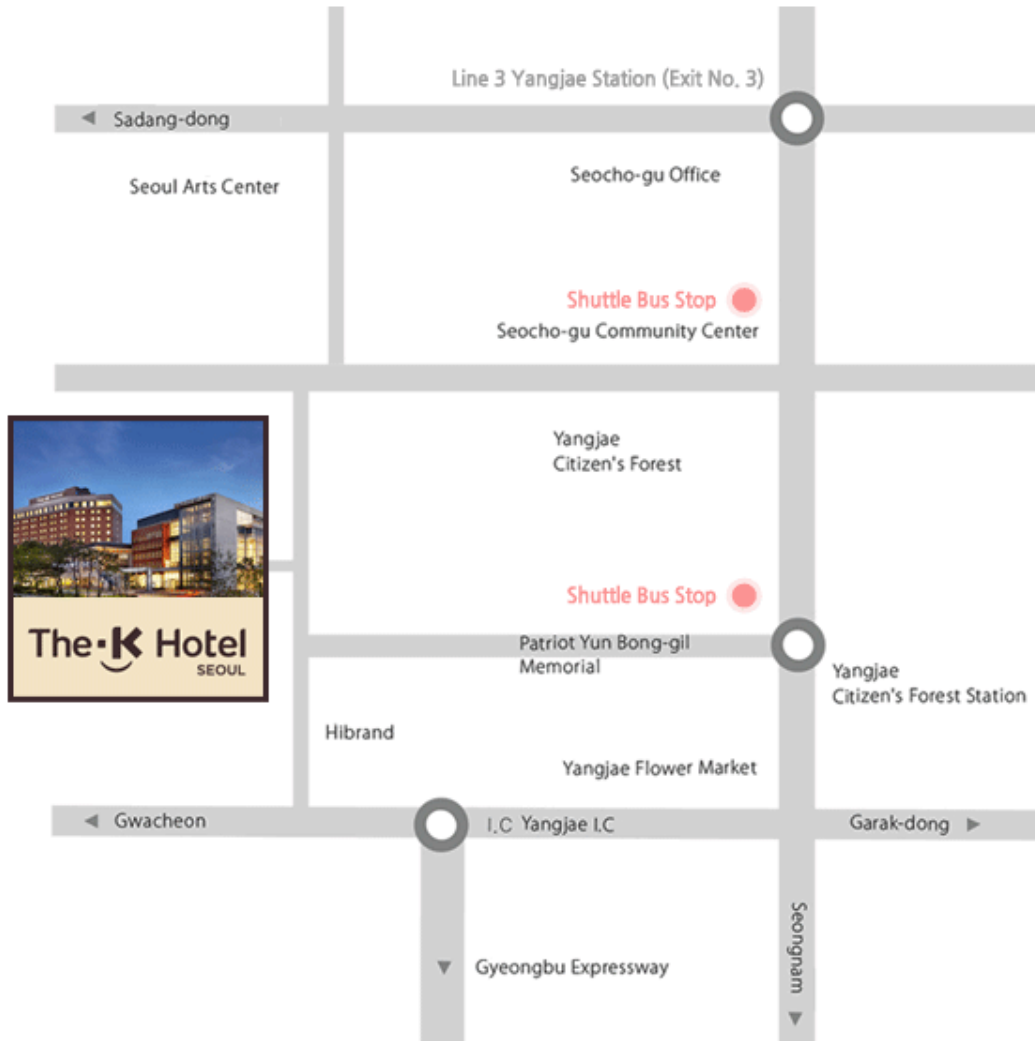 Line 3 Yangjae Station (Exit No. 3)
Sadang-dong
Seoul Arts Center
Seocho-gu Office
Shuttle Bus Stop
Seocho-gu Community Center
Yangjae
Citizen's Forest
Shuttle Bus Stop
The K Hotel
SEOUL
Patriot Yun Bong-gil
Memorial
Yangjae
Citizen's Forest Station
Hibrand
Yangjae Flower Market
Gwacheon
I.C Yangjae I.C
Garak-dong
Seongnam
Gyeongbu Expressway